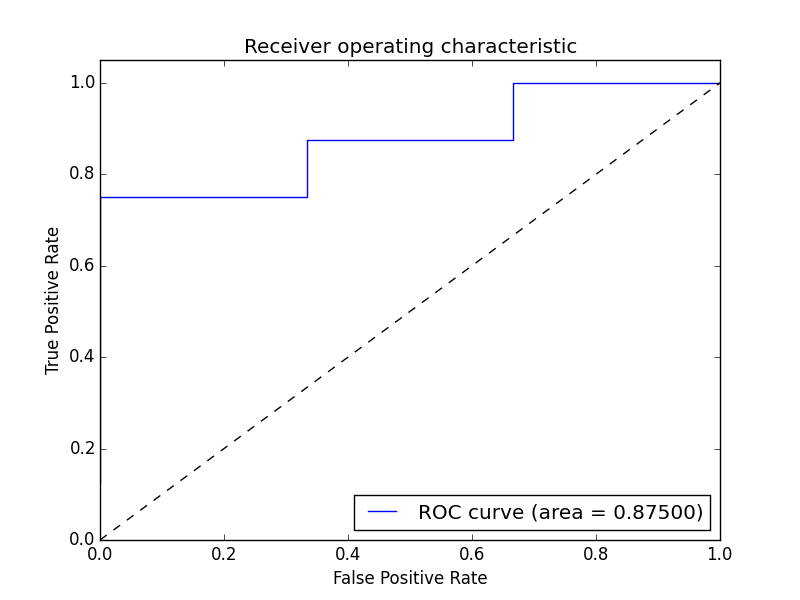 Receiver operating characteristic
1.0
0.8
0.6
0.4
0.2
0.0
True Positive Rate
ROC curve (area = 0.87500)
0.0 0.2 0.4 0.6 0.8 1.0
False Positive Rate